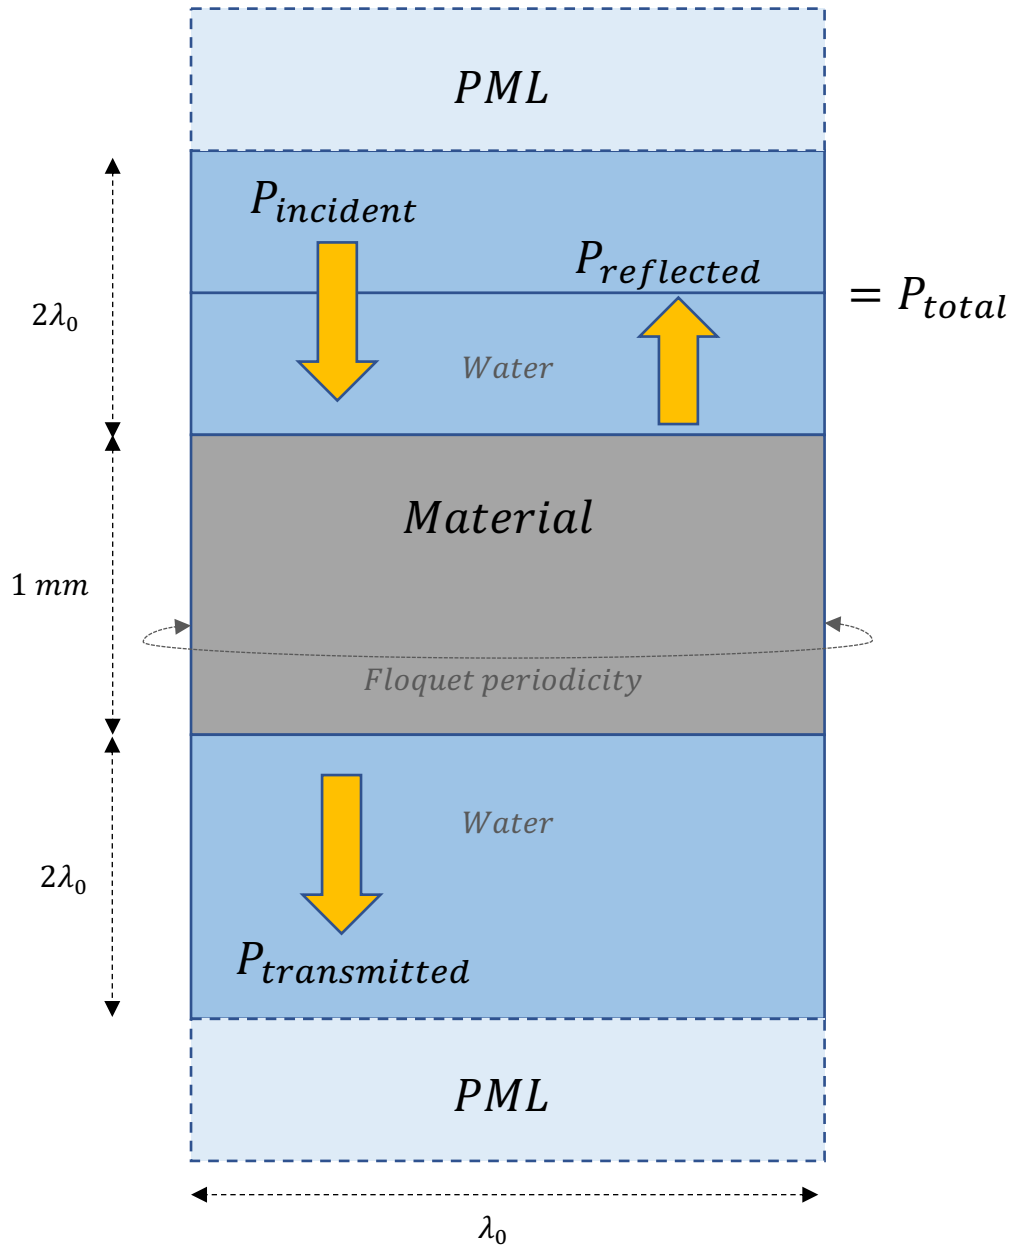 PML
P_incident
P_reflected
= P_total
2λ₀
Water
Material
1 mm
Floquet periodicity
Water
2λ₀
P_transmitted
PML
λ₀